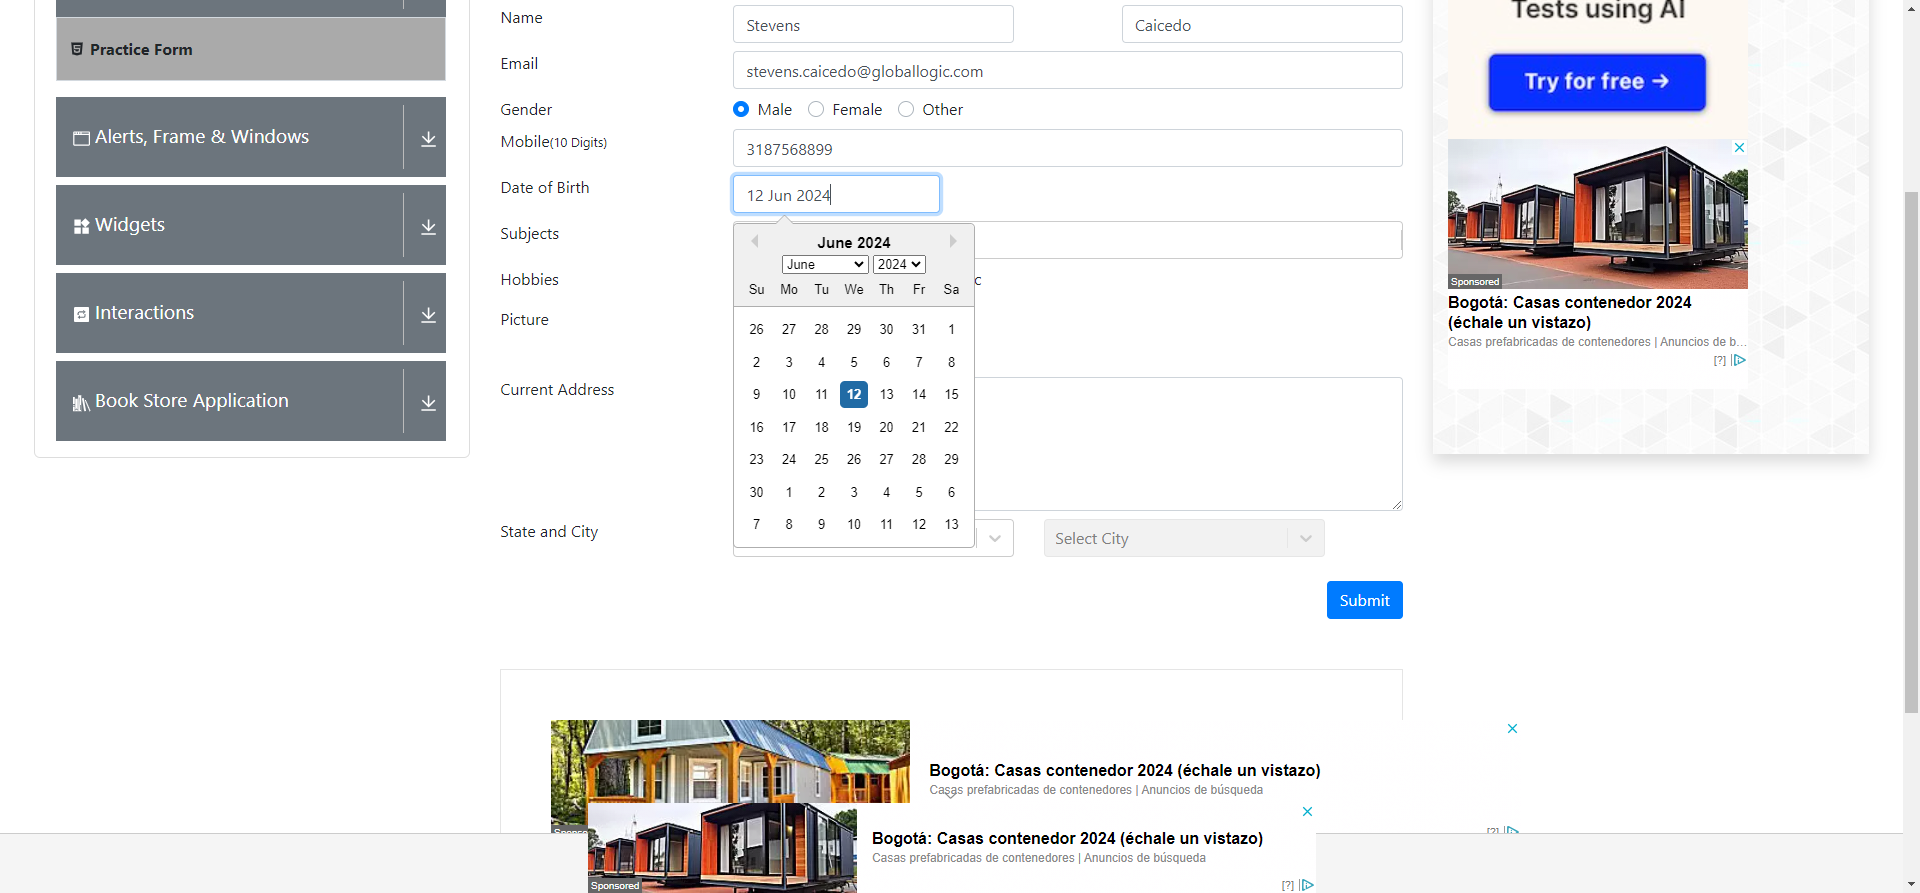 Practice Form
Alerts, Frame & Windows
Widgets
Interactions
Book Store Application
Name
Stevens
Caicedo
Email
stevens.caicedo@globallogic.com
Gender
Male
Female
Other
Mobile(10 Digits)
3187568899
Date of Birth
12 Jun 2024
Subjects
Hobbies
c
Picture
Current Address
State and City
June 2024
June
2024
Su Mo Tu We Th Fr Sa
26 27 28 29 30 31 1
2 3 4 5 6 7 8
9 10 11 12 13 14 15
16 17 18 19 20 21 22
23 24 25 26 27 28 29
30 1 2 3 4 5 6
7 8 9 10 11 12 13
Select City
Submit
Tests using AI
Try for free →
Sponsored
Bogotá: Casas contenedor 2024
(échale un vistazo)
Casas prefabricadas de contenedores | Anuncios de b...
[?]
Bogotá: Casas contenedor 2024 (échale un vistazo)
Casas prefabricadas de contenedores | Anuncios de búsqueda
[?]
Bogotá: Casas contenedor 2024 (échale un vistazo)
Casas prefabricadas de contenedores | Anuncios de búsqueda
Sponsored
[?]